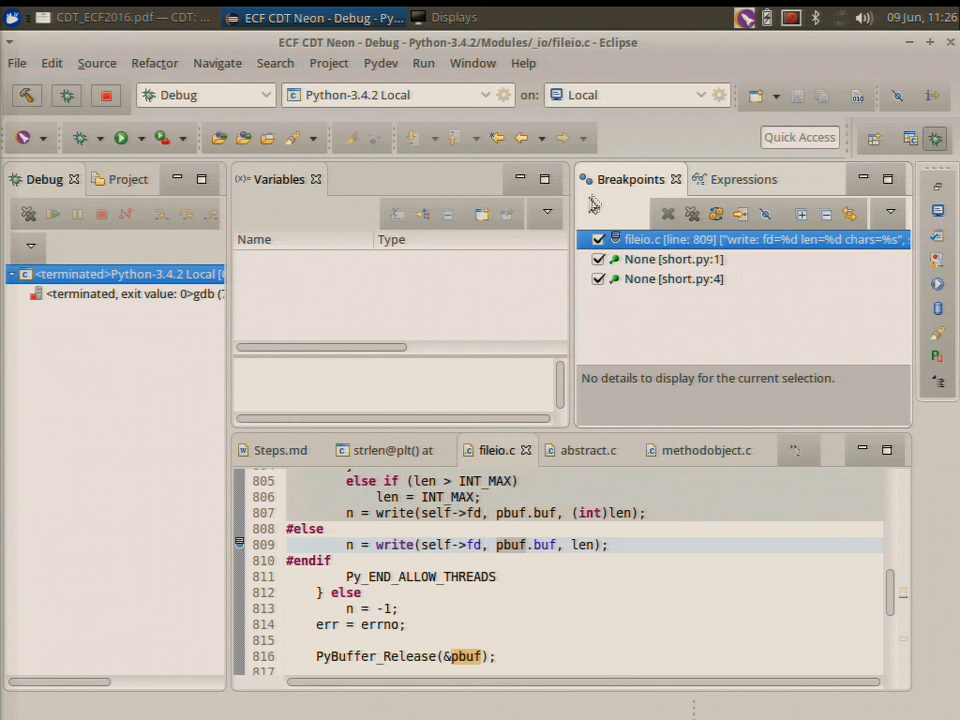 CDT_ECF2016.pdf — CDT: ...
ECF CDT Neon - Debug - Py...
Displays
09 Jun, 11:26
ECF CDT Neon - Debug - Python-3.4.2/Modules/_io/fileio.c - Eclipse
File Edit Source Refactor Navigate Search Project Pydev Run Window Help
Debug
Python-3.4.2 Local
on:
Local
010
Quick Access
Debug
Project
(x)= Variables
Breakpoints
Expressions
Name
Type
<terminated>Python-3.4.2 Local [
<terminated, exit value: 0>gdb (7
fileio.c [line: 809] ["write: fd=%d len=%d chars=%s", s
None [short.py:1]
None [short.py:4]
No details to display for the current selection.
Steps.md
strlen@plt() at
fileio.c
abstract.c
methodobject.c
»2
805 else if (len > INT_MAX)
806 len = INT_MAX;
807 n = write(self->fd, pbuf.buf, (int)len);
808 #else
809 n = write(self->fd, pbuf.buf, len);
810 #endif
811 Py_END_ALLOW_THREADS
812 } else
813 n = -1;
814 err = errno;
815
816 PyBuffer_Release(&pbuf);
817